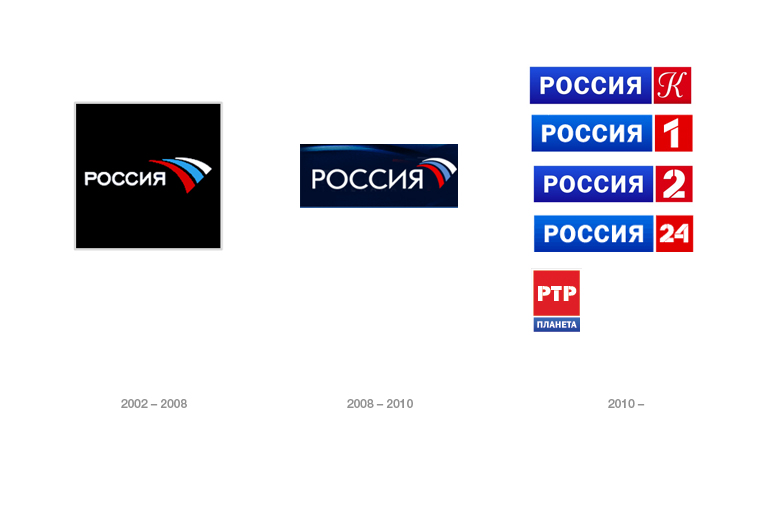 РОССИЯ
2002 – 2008
РОССИЯ
2008 – 2010
РОССИЯ К
РОССИЯ 1
РОССИЯ 2
РОССИЯ 24
РТР
ПЛАНЕТА
2010 –